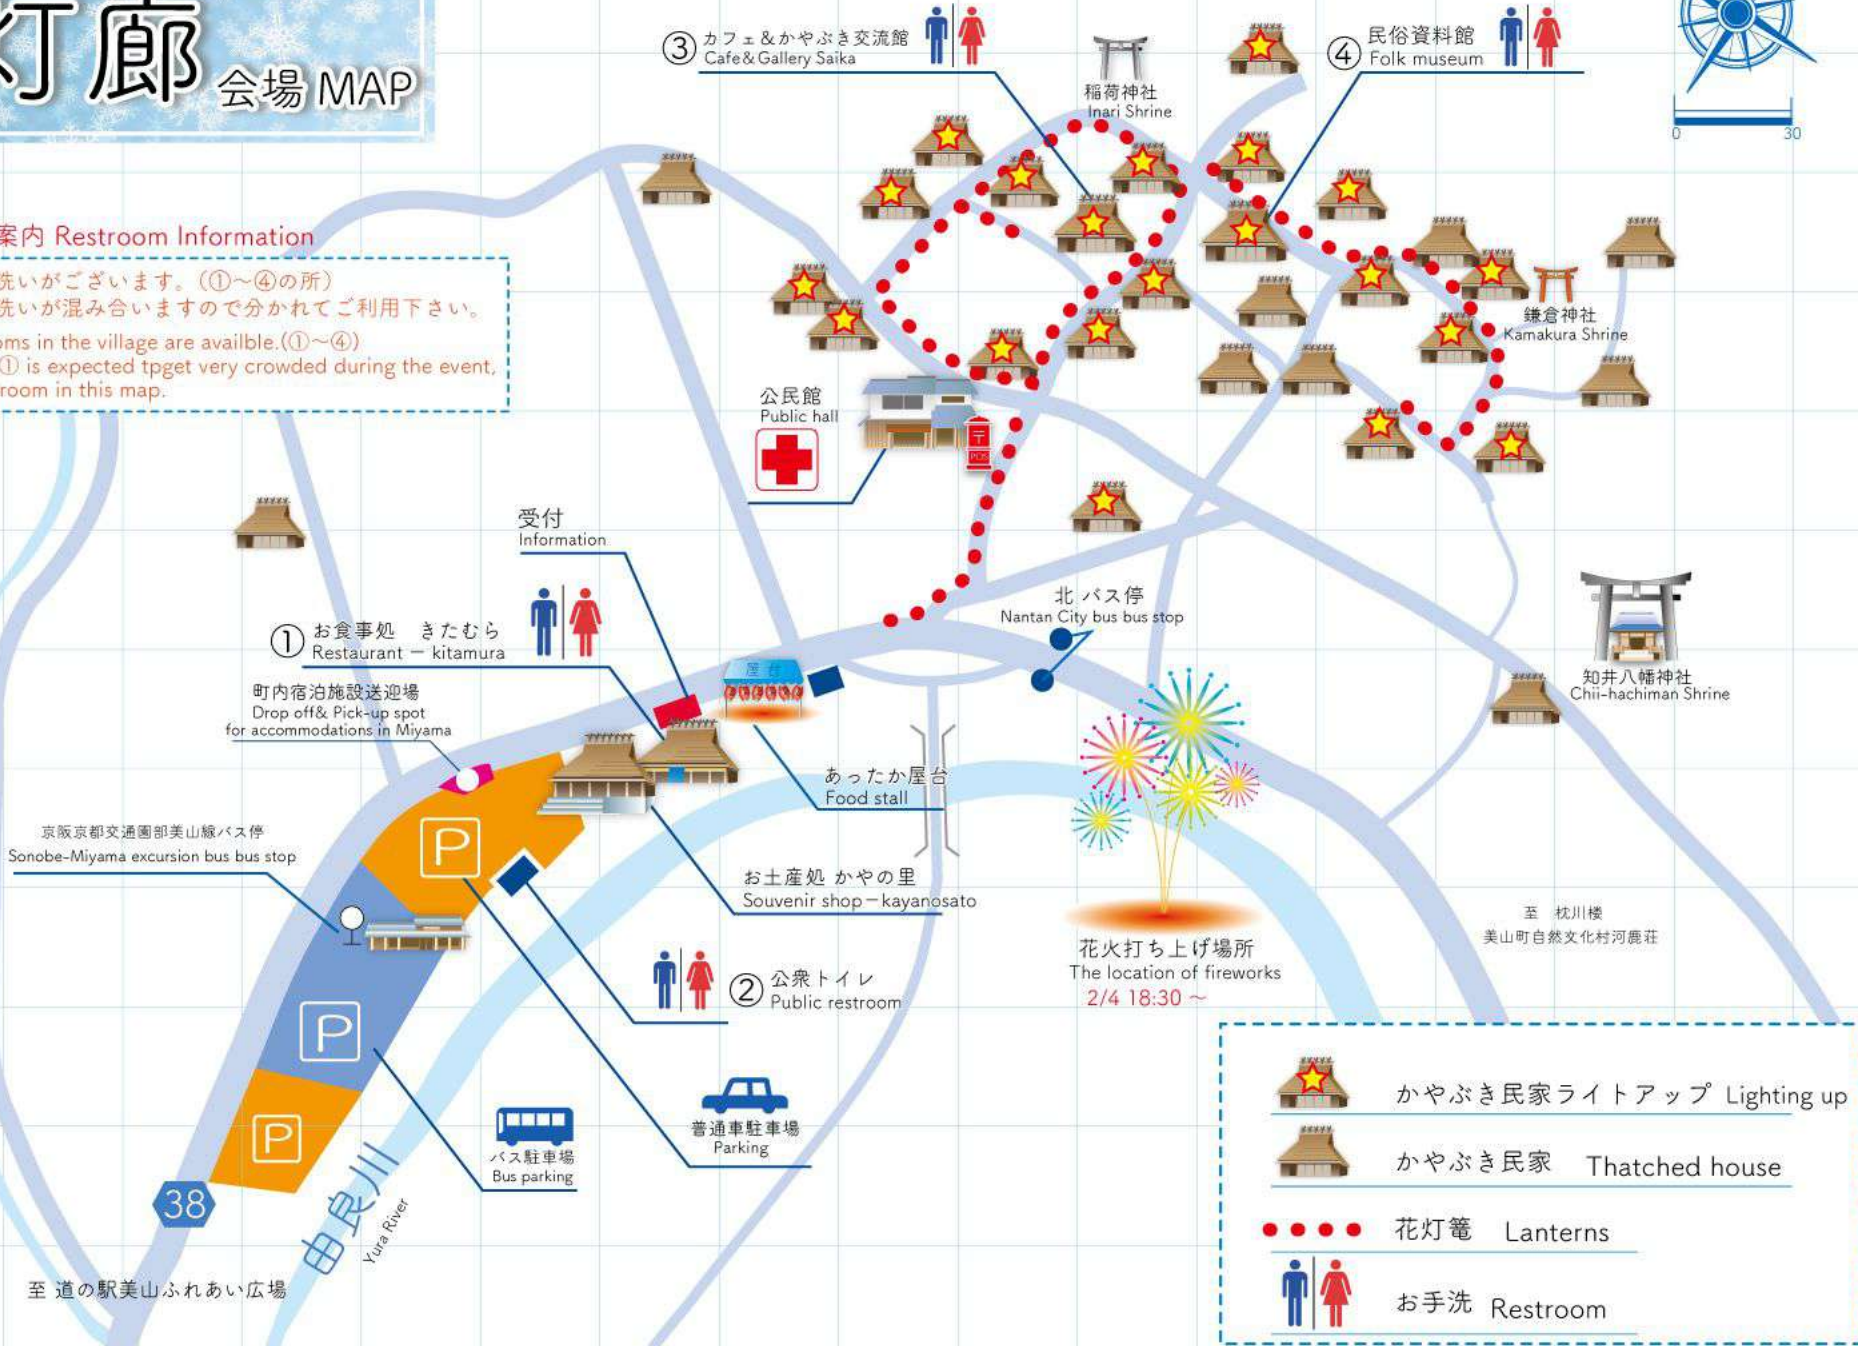 灯廊 会場 MAP
③ カフェ&かやぶき交流館
Cafe&Gallery Saika
稲荷神社
Inari Shrine
④ 民俗資料館
Folk museum
0 30
案内 Restroom Information
洗いがございます。(①~④の所)
洗いが混み合いますので分かれてご利用下さい。
oms in the village are availble.(①~④)
① is expected tpget very crowded during the event,
room in this map.
鎌倉神社
Kamakura Shrine
公民館
Public hall
〒
POS
受付
Information
① お食事処 きたむら
Restaurant − kitamura
北 バス停
Nantan City bus bus stop
知井八幡神社
Chii-hachiman Shrine
屋台
町内宿泊施設送迎場
Drop off& Pick-up spot
for accommodations in Miyama
あったか屋台
Food stall
京阪京都交通園部美山線バス停
Sonobe-Miyama excursion bus bus stop
P
お土産処 かやの里
Souvenir shop−kayanosato
至 枕川楼
美山町自然文化村河鹿荘
花火打ち上げ場所
The location of fireworks
2/4 18:30 ~
② 公衆トイレ
Public restroom
P
普通車駐車場
Parking
バス駐車場
Bus parking
P
38
由良川
Yura River
至 道の駅美山ふれあい広場
かやぶき民家ライトアップ Lighting up
かやぶき民家 Thatched house
花灯篭 Lanterns
お手洗 Restroom